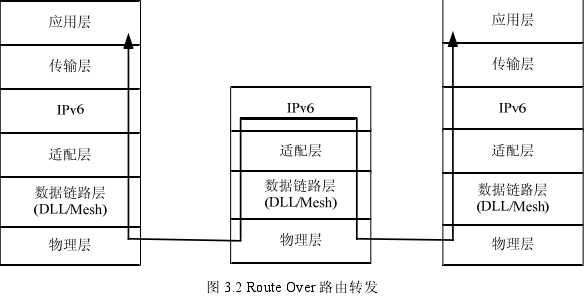 应用层
传输层
IPv6
适配层
数据链路层
(DLL/Mesh)
物理层
IPv6
适配层
数据链路层
(DLL/Mesh)
物理层
应用层
传输层
IPv6
适配层
数据链路层
(DLL/Mesh)
物理层
图 3.2 Route Over 路由转发